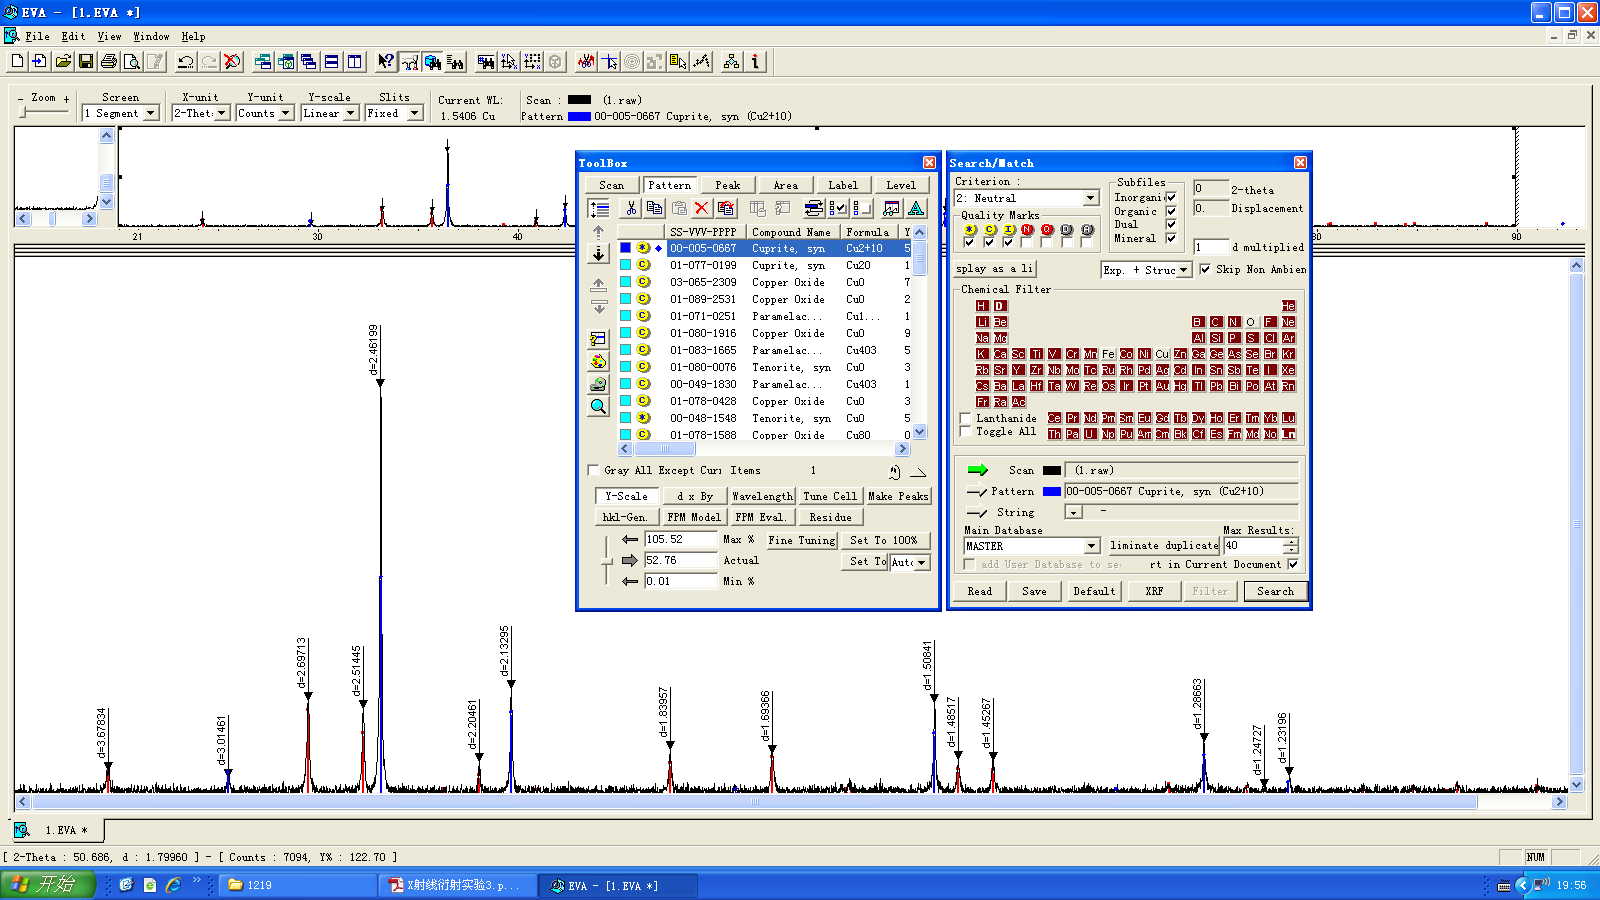 EVA - [1.EVA *]
File Edit View Window Help
- Zoom +
Screen
X-unit
Y-unit
Y-scale
Slits
Current WL:
Scan : (1.raw)
1 Segment
2-Thet:
Counts
Linear
Fixed
1.5406 Cu
Pattern 00-005-0667 Cuprite, syn (Cu2+1O)
21
30
40
80
90
ToolBox
Scan Pattern Peak Area Label Level
SS-VVV-PPPP Compound Name Formula Y
00-005-0667 Cuprite, syn Cu2+1O 5
01-077-0199 Cuprite, syn Cu2O 1
03-065-2309 Copper Oxide CuO 7
01-089-2531 Copper Oxide CuO 2
01-071-0251 Paramelac... Cu1... 1
01-080-1916 Copper Oxide CuO 9
01-083-1665 Paramelac... Cu4O3 5
01-080-0076 Tenorite, syn CuO 3
00-049-1830 Paramelac... Cu4O3 1
01-078-0428 Copper Oxide CuO 3
00-048-1548 Tenorite, syn CuO 5
01-078-1588 Copper Oxide Cu8O 0
Gray All Except Curr Items 1
Y-Scale d x By Wavelength Tune Cell Make Peaks
hkl-Gen. FPM Model FPM Eval. Residue
105.52 Max % Fine Tuning Set To 100%
52.76 Actual Set To Auto
0.01 Min %
Search/Match
Criterion :
2: Neutral
Quality Marks
C I N Q
Subfiles
Inorgani
Organic
Dual
Mineral
0 2-theta
0. Displacement
1 d multiplied
splay as a li
Exp. + Struc
Skip Non Ambien
Chemical Filter
H D He
Li Be B C N O F Ne
Na Mg Al Si P S Cl Ar
K Ca Sc Ti V Cr Mn Fe Co Ni Cu Zn Ga Ge As Se Br Kr
Rb Sr Y Zr Nb Mo Tc Ru Rh Pd Ag Cd In Sn Sb Te I Xe
Cs Ba La Hf Ta W Re Os Ir Pt Au Hg Tl Pb Bi Po At Rn
Fr Ra Ac
Lanthanide Ce Pr Nd Pm Sm Eu Gd Tb Dy Ho Er Tm Yb Lu
Toggle All Th Pa U Np Pu Am Cm Bk Cf Es Fm Md No Ln
Scan (1.raw)
Pattern 00-005-0667 Cuprite, syn (Cu2+1O)
String -
Main Database
Max Results:
MASTER
liminate duplicate
40
add User Database to se:
rt in Current Document
Read Save Default XRF Filter Search
d=3.67834
d=3.01461
d=2.69713
d=2.51445
d=2.46199
d=2.20461
d=2.13295
d=1.83957
d=1.69366
d=1.50841
d=1.48517
d=1.45267
d=1.28663
d=1.24727
d=1.23196
1.EVA *
[ 2-Theta : 50.686, d : 1.79960 ] - [ Counts : 7094, Y% : 122.70 ]
NUM
开始
1219
X射线衍射实验3.p...
EVA - [1.EVA *]
19:56